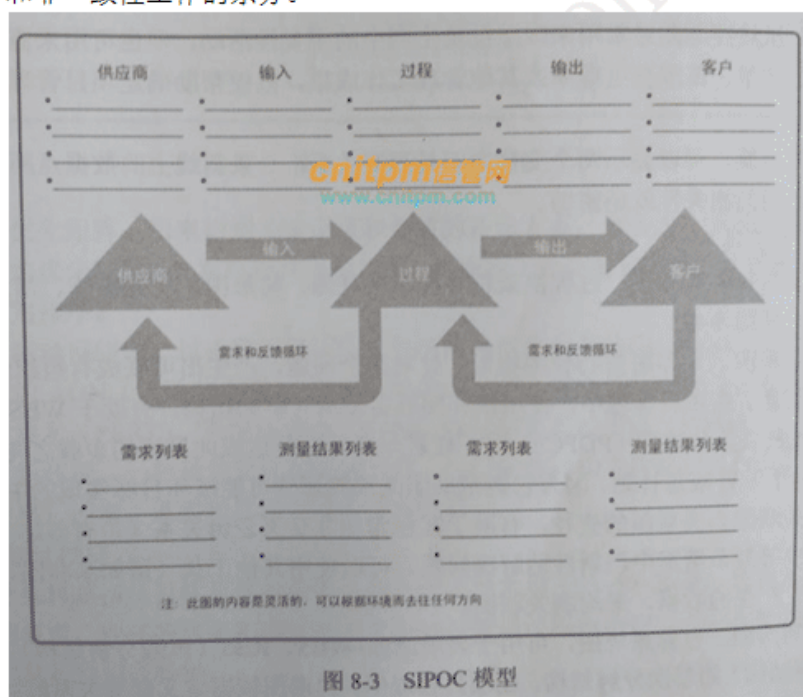 供应商 输入 过程 输出 客户
cnitpm信管网
www.cnitpm.com
输入 输出
供应商 过程 客户
需求和反馈循环 需求和反馈循环
需求列表 测量结果列表 需求列表 测量结果列表
注：此图的内容是灵活的，可以根据环境而去往任何方向
图 8-3 SIPOC 模型